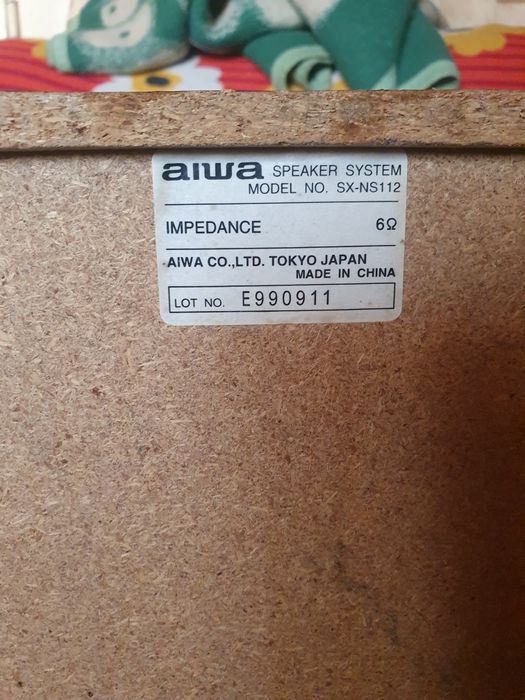 aiwa SPEAKER SYSTEM
MODEL NO. SX-NS112
IMPEDANCE 6Ω
AIWA CO.,LTD. TOKYO JAPAN
MADE IN CHINA
LOT NO. E990911